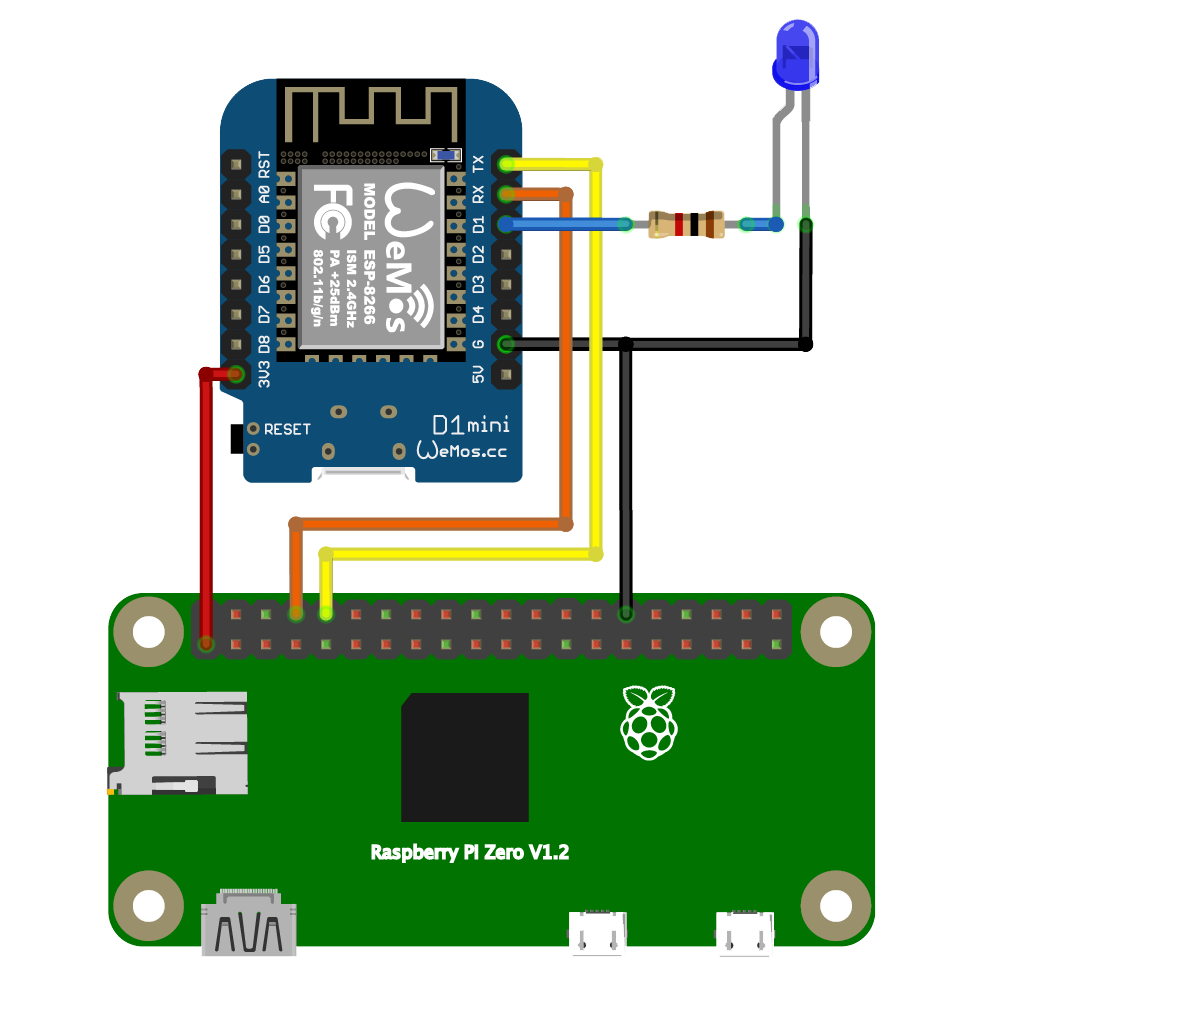 RST
A0
D0
D5
D6
D7
D8
3V3
TX
RX
D1
D2
D3
D4
G
5V
WeMos
MODEL ESP-8266
ISM 2.4GHz
PA +25dBm
802.11b/g/n
FC
RESET
D1mini
WeMos.cc
Raspberry Pi Zero V1.2